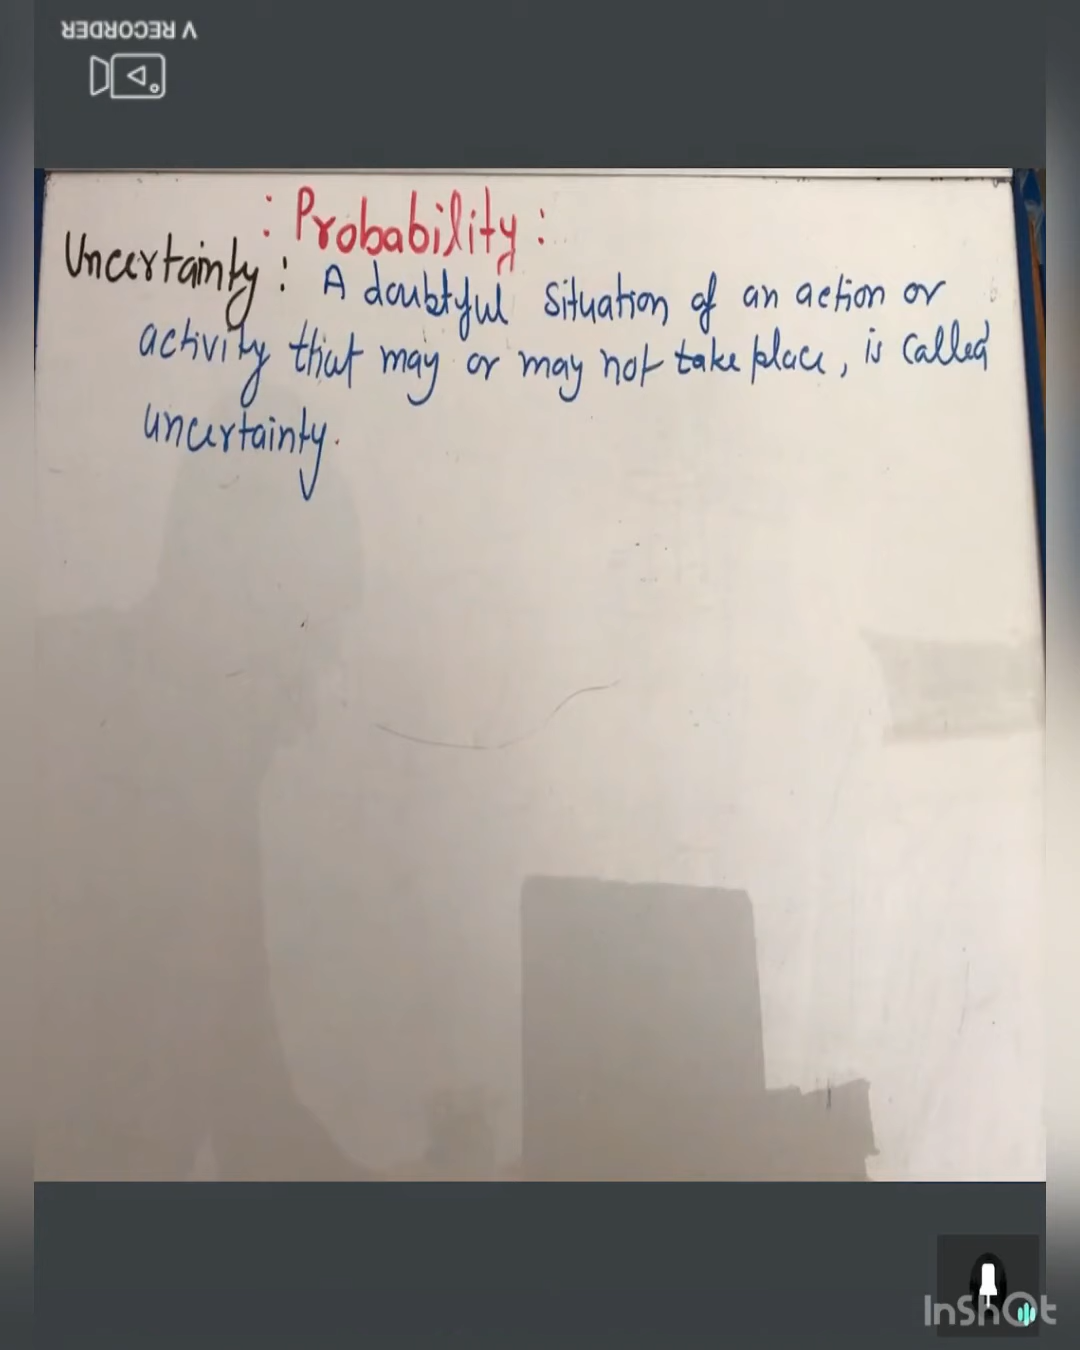 V RECORDER
: Probability :
Uncertainty : A doubtful situation of an action or
activity that may or may not take place, is called
uncertainty.
InShOt